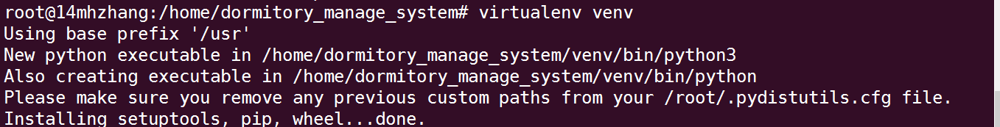 root@14mhzhang:/home/dormitory_manage_system# virtualenv venv
Using base prefix '/usr'
New python executable in /home/dormitory_manage_system/venv/bin/python3
Also creating executable in /home/dormitory_manage_system/venv/bin/python
Please make sure you remove any previous custom paths from your /root/.pydistutils.cfg file.
Installing setuptools, pip, wheel...done.